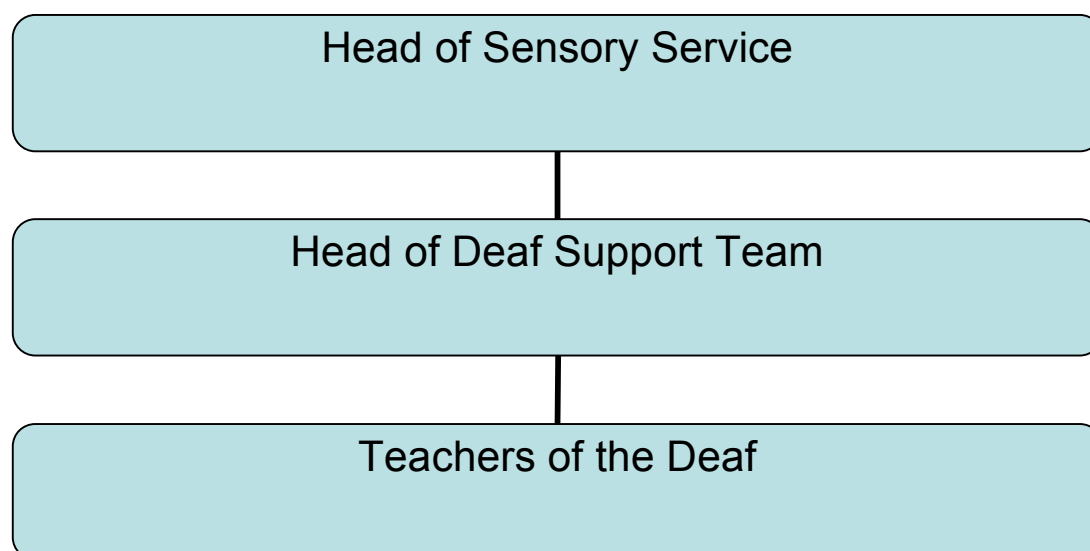 Head of Sensory Service
Head of Deaf Support Team
Teachers of the Deaf